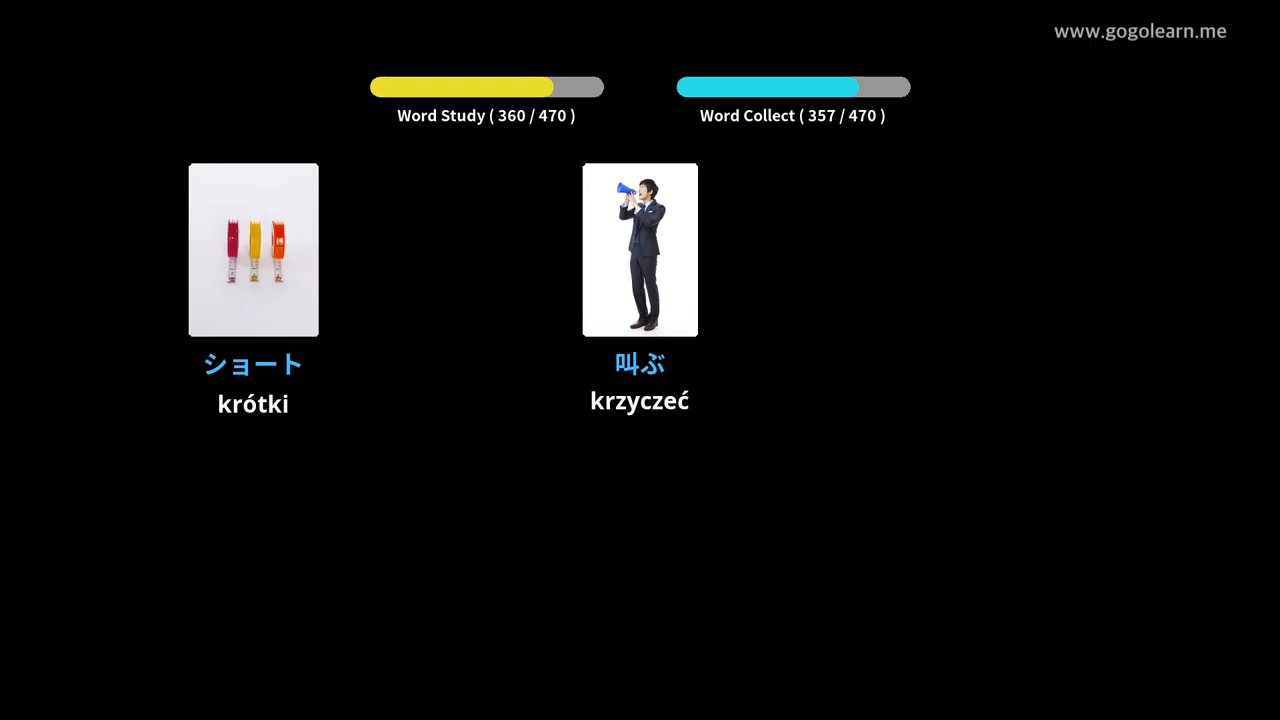 www.gogolearn.me
Word Study ( 360 / 470 )
Word Collect ( 357 / 470 )
ショート
krótki
叫ぶ
krzyczeć